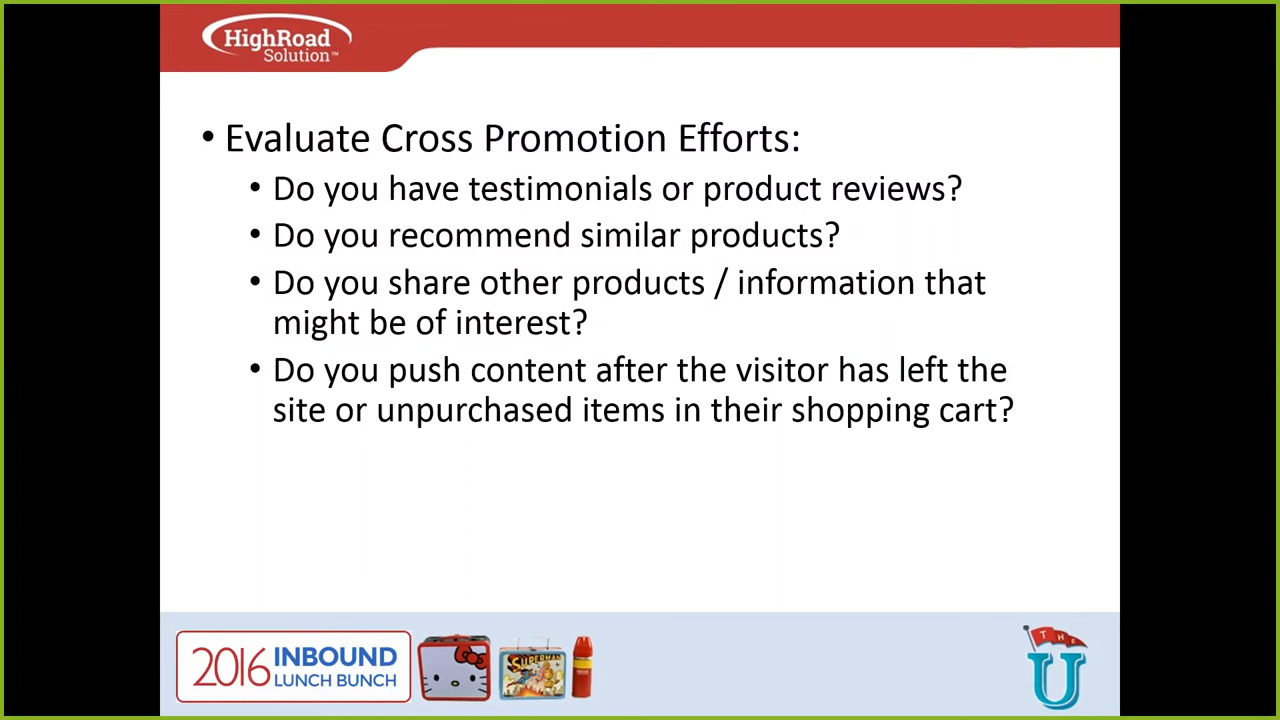 HighRoad
Solution™
• Evaluate Cross Promotion Efforts:
• Do you have testimonials or product reviews?
• Do you recommend similar products?
• Do you share other products / information that
might be of interest?
• Do you push content after the visitor has left the
site or unpurchased items in their shopping cart?
2016 INBOUND
LUNCH BUNCH
SUPERMAN
THE
U